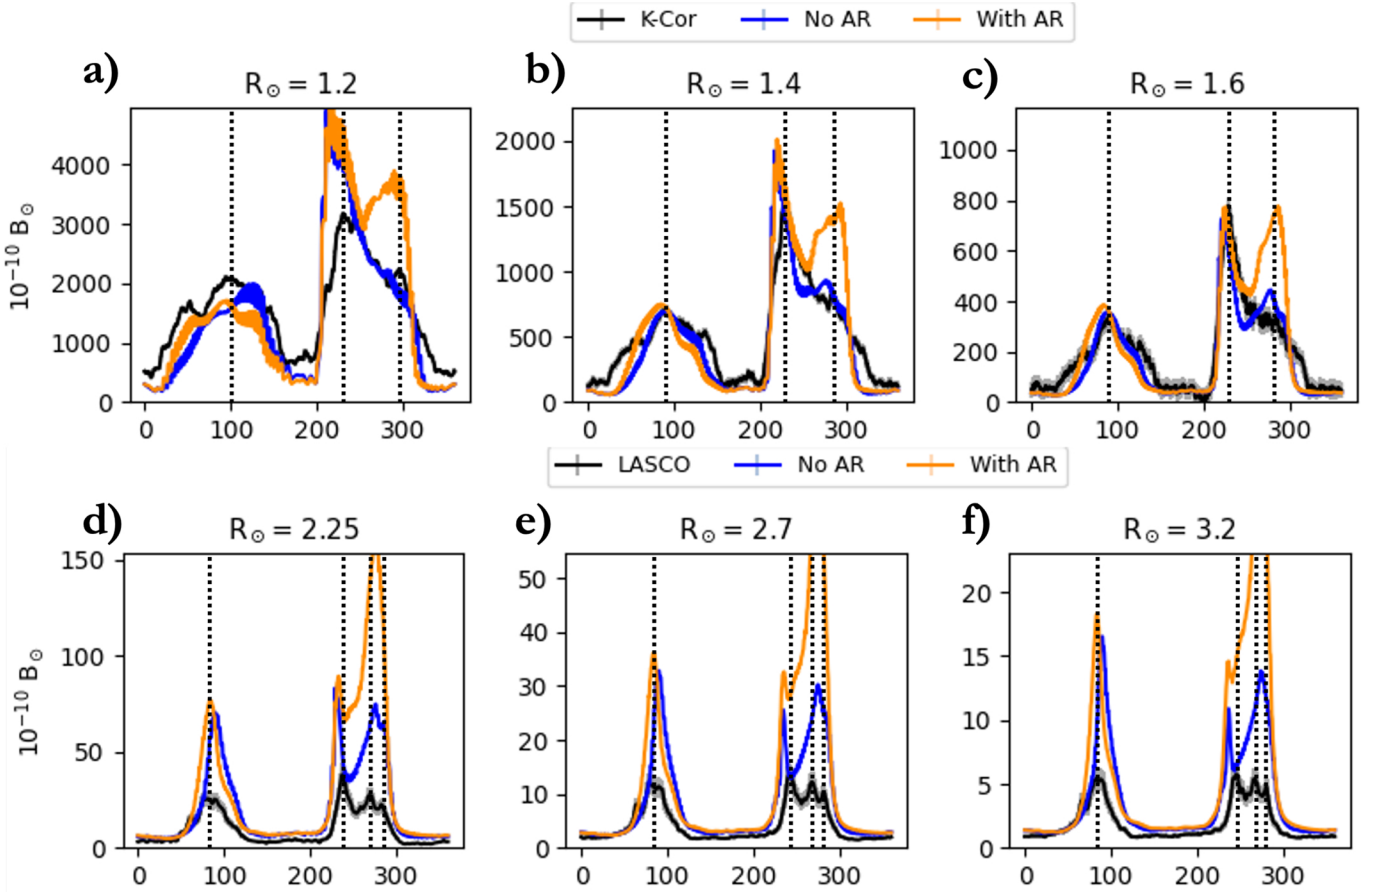 K-Cor No AR With AR
a) b) c)
R⊙ = 1.2 R⊙ = 1.4 R⊙ = 1.6
10⁻¹⁰ B⊙
4000
3000
2000
1000
0
0 100 200 300
2000
1500
1000
500
0
0 100 200 300
1000
800
600
400
200
0
0 100 200 300
LASCO No AR With AR
d) e) f)
R⊙ = 2.25 R⊙ = 2.7 R⊙ = 3.2
10⁻¹⁰ B⊙
150
100
50
0
0 100 200 300
50
40
30
20
10
0
0 100 200 300
20
15
10
5
0
0 100 200 300